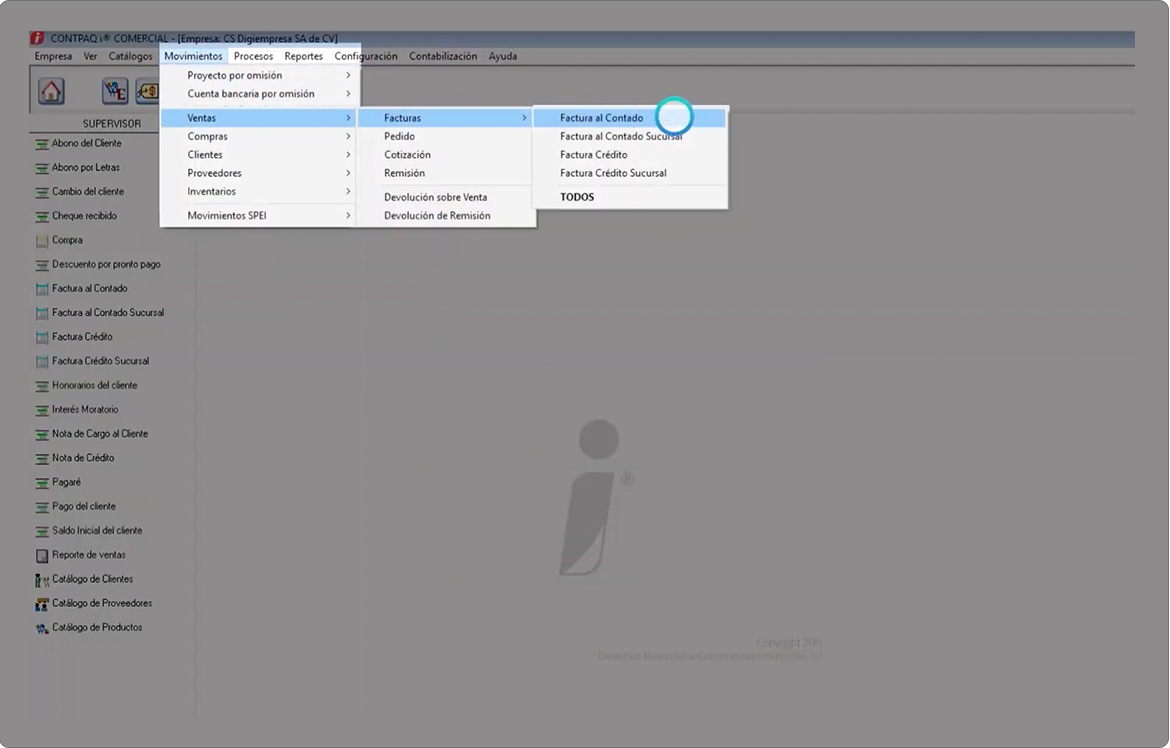 CONTPAQ i® COMERCIAL - [Empresa: CS Digiempresa SA de CV]
Empresa Ver Catálogos Movimientos Procesos Reportes Configuración Contabilización Ayuda
Proyecto por omisión
Cuenta bancaria por omisión
Ventas
Compras
Clientes
Proveedores
Inventarios
Movimientos SPEI
Facturas
Pedido
Cotización
Remisión
Devolución sobre Venta
Devolución de Remisión
Factura al Contado
Factura al Contado Sucursal
Factura Crédito
Factura Crédito Sucursal
TODOS
SUPERVISOR
Abono del Cliente
Abono por Letras
Cambio del cliente
Cheque recibido
Compra
Descuento por pronto pago
Factura al Contado
Factura al Contado Sucursal
Factura Crédito
Factura Crédito Sucursal
Honorarios del cliente
Interés Moratorio
Nota de Cargo al Cliente
Nota de Crédito
Pagaré
Pago del cliente
Saldo Inicial del cliente
Reporte de ventas
Catálogo de Clientes
Catálogo de Proveedores
Catálogo de Productos
®
Copyright